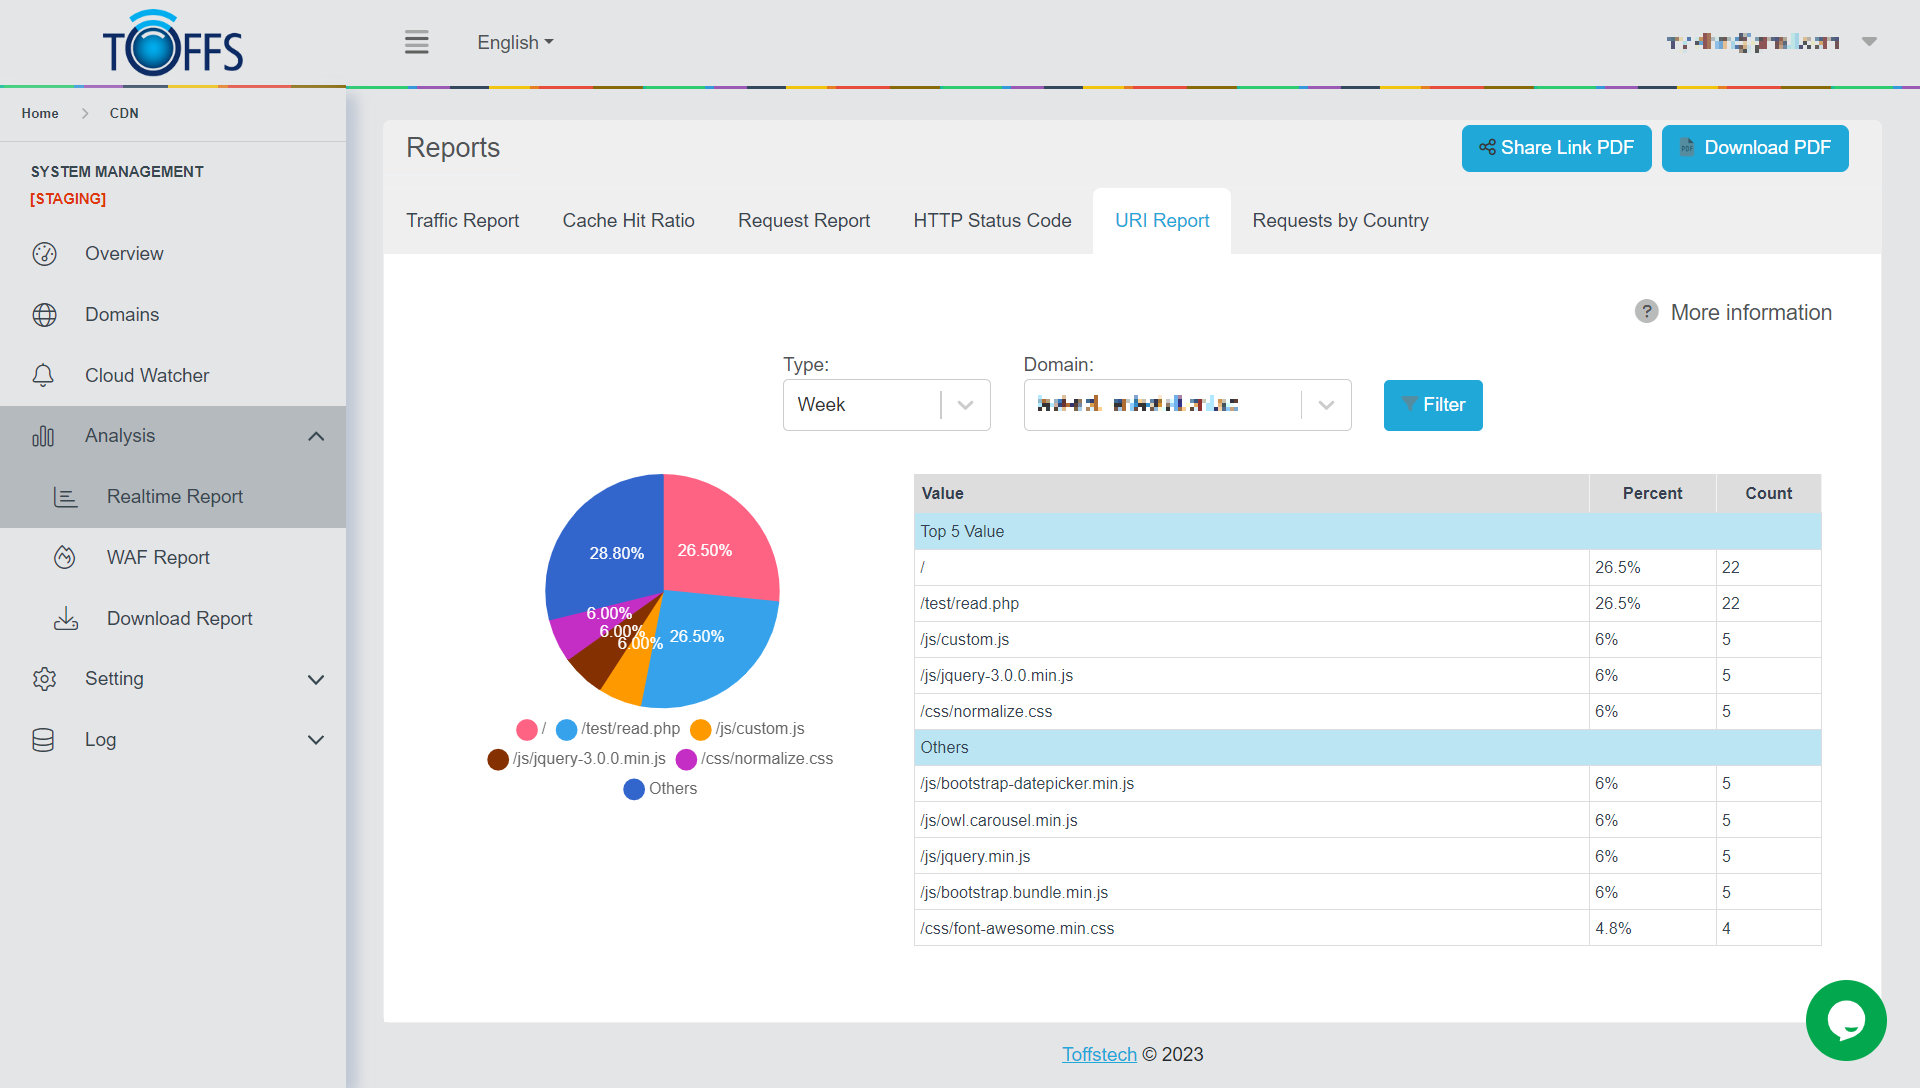 TOFFS
English
Home > CDN
SYSTEM MANAGEMENT
[STAGING]
Overview
Domains
Cloud Watcher
Analysis
Realtime Report
WAF Report
Download Report
Setting
Log
Reports
Share Link PDF
Download PDF
Traffic Report
Cache Hit Ratio
Request Report
HTTP Status Code
URI Report
Requests by Country
? More information
Type:
Week
Domain:
Filter
28.80%
26.50%
6.00%
6.00%
6.00%
26.50%
/ /test/read.php /js/custom.js
/js/jquery-3.0.0.min.js /css/normalize.css
Others
Value Percent Count
Top 5 Value
/ 26.5% 22
/test/read.php 26.5% 22
/js/custom.js 6% 5
/js/jquery-3.0.0.min.js 6% 5
/css/normalize.css 6% 5
Others
/js/bootstrap-datepicker.min.js 6% 5
/js/owl.carousel.min.js 6% 5
/js/jquery.min.js 6% 5
/js/bootstrap.bundle.min.js 6% 5
/css/font-awesome.min.css 4.8% 4
Toffstech © 2023